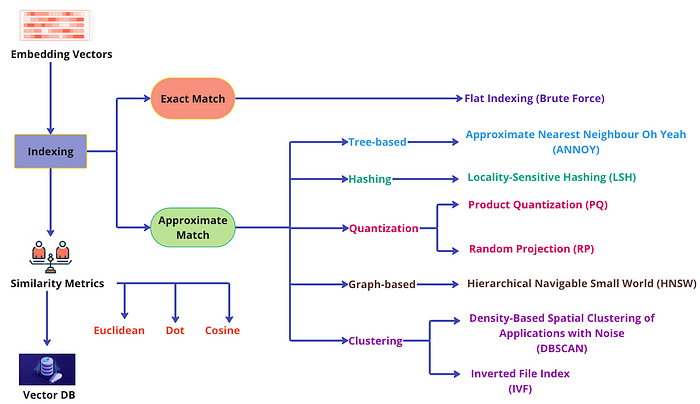 Embedding Vectors
Exact Match
Flat Indexing (Brute Force)
Indexing
Tree-based
Approximate Nearest Neighbour Oh Yeah
(ANNOY)
Hashing
Locality-Sensitive Hashing (LSH)
Approximate
Match
Quantization
Product Quantization (PQ)
Random Projection (RP)
Similarity Metrics
Euclidean
Dot
Cosine
Graph-based
Hierarchical Navigable Small World (HNSW)
Clustering
Density-Based Spatial Clustering of
Applications with Noise
(DBSCAN)
Inverted File Index
(IVF)
Vector DB